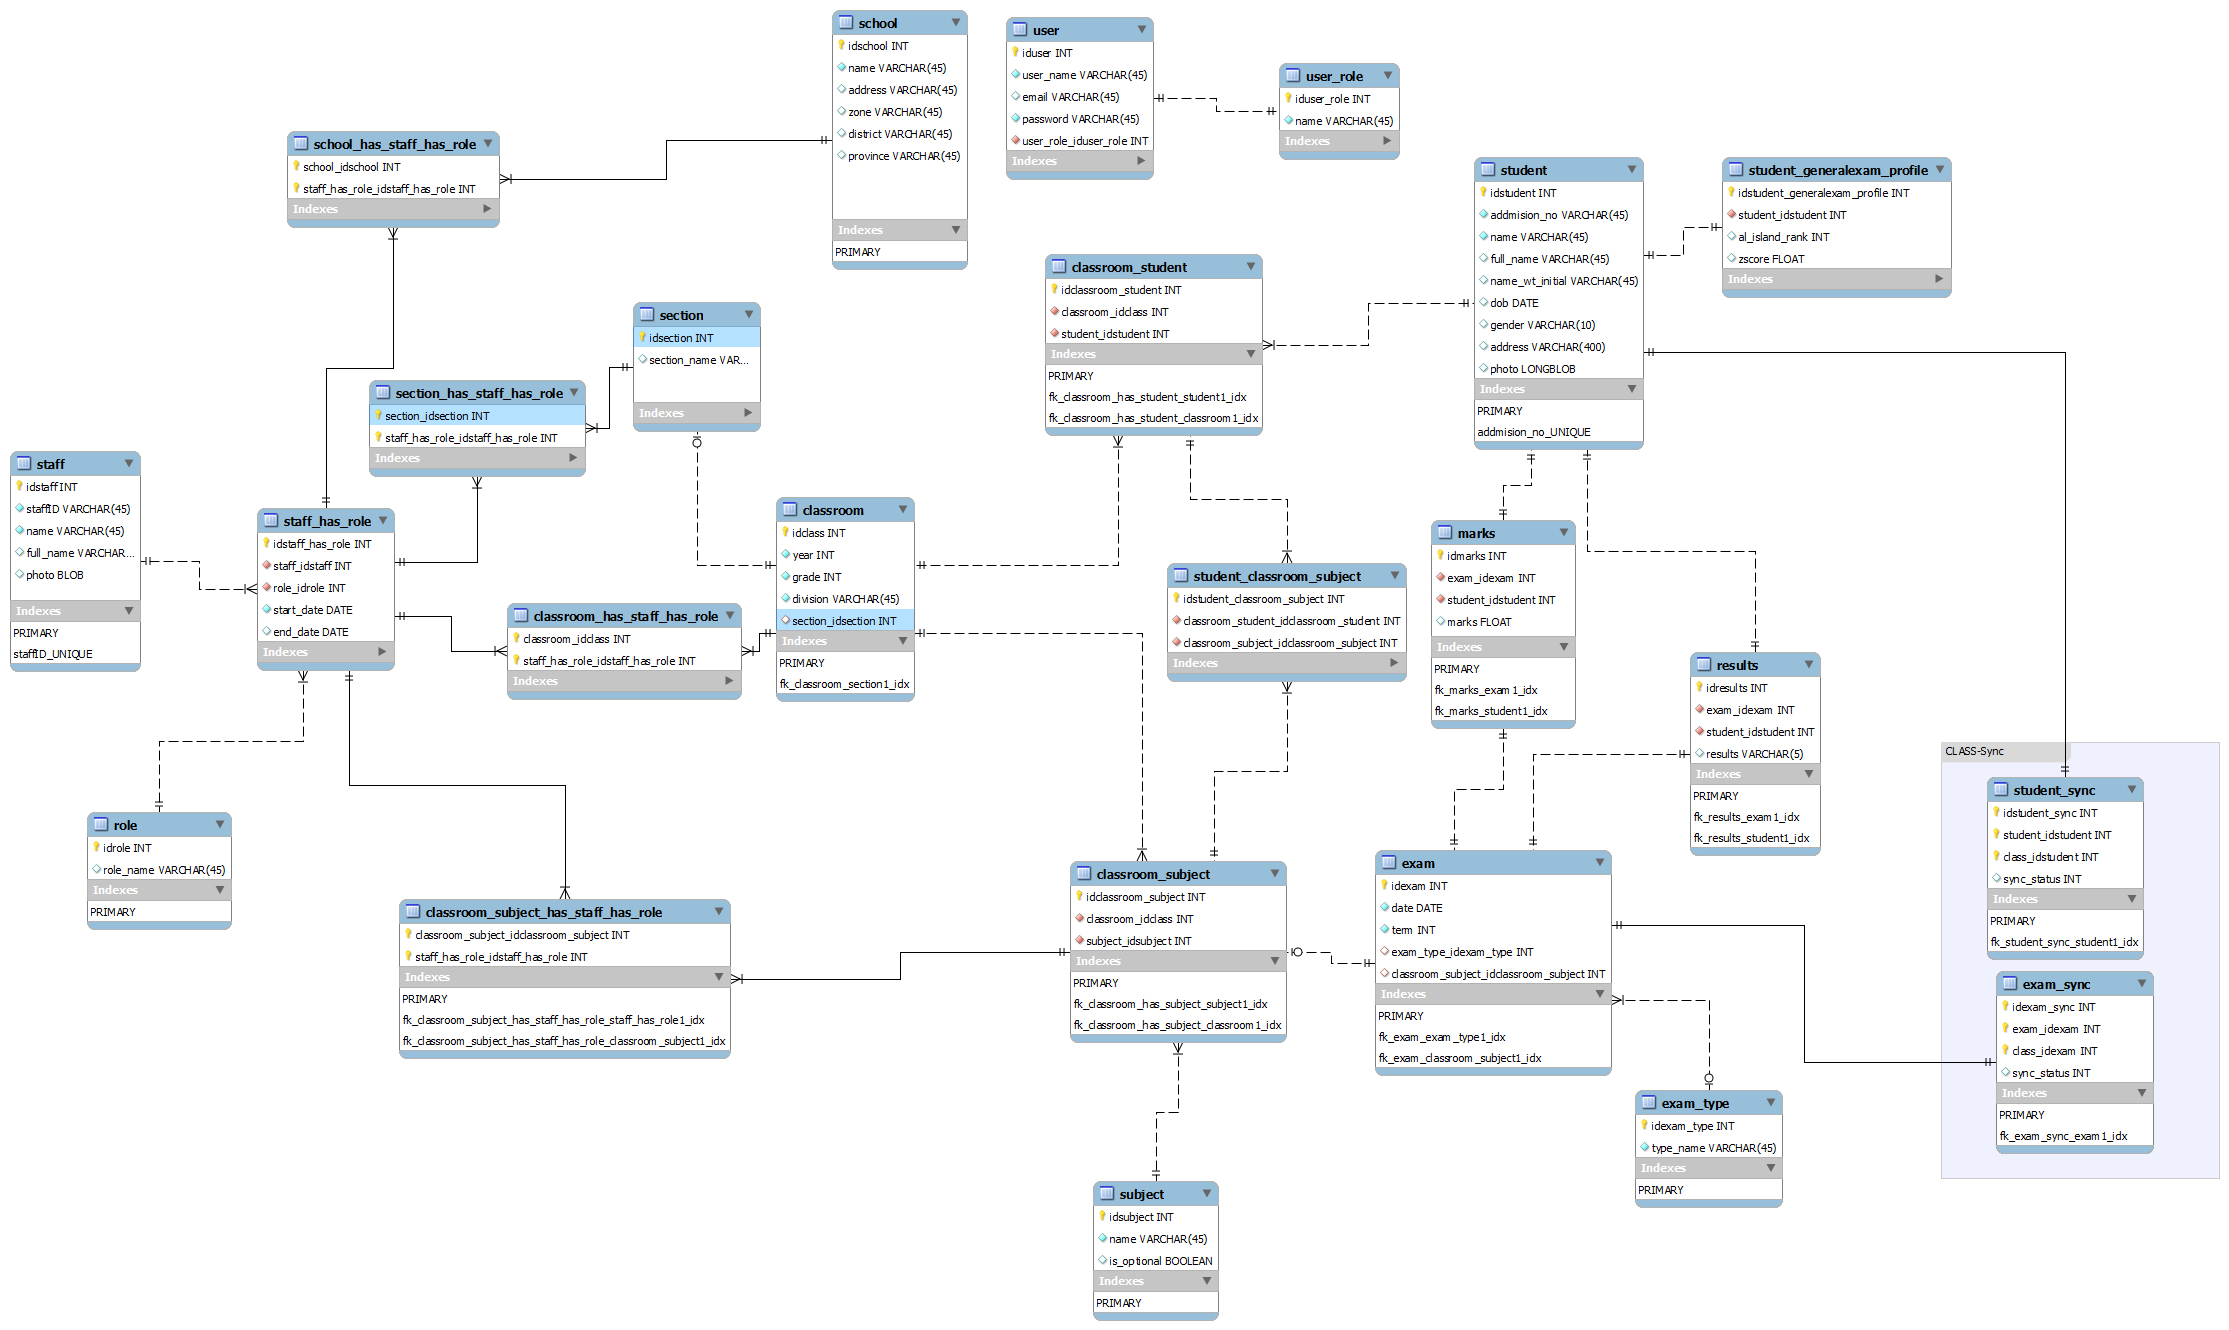 school
idschool INT
name VARCHAR(45)
address VARCHAR(45)
zone VARCHAR(45)
district VARCHAR(45)
province VARCHAR(45)
Indexes
PRIMARY
user
iduser INT
user_name VARCHAR(45)
email VARCHAR(45)
password VARCHAR(45)
user_role_iduser_role INT
Indexes
user_role
iduser_role INT
name VARCHAR(45)
Indexes
school_has_staff_has_role
school_idschool INT
staff_has_role_idstaff_has_role INT
Indexes
student
idstudent INT
addmision_no VARCHAR(45)
name VARCHAR(45)
full_name VARCHAR(45)
name_wt_initial VARCHAR(45)
dob DATE
gender VARCHAR(10)
address VARCHAR(400)
photo LONGBLOB
Indexes
PRIMARY
addmision_no_UNIQUE
student_generalexam_profile
idstudent_generalexam_profile INT
student_idstudent INT
al_island_rank INT
zscore FLOAT
Indexes
classroom_student
idclassroom_student INT
classroom_idclass INT
student_idstudent INT
Indexes
PRIMARY
fk_classroom_has_student_student1_idx
fk_classroom_has_student_classroom1_idx
section
idsection INT
section_name VAR...
Indexes
section_has_staff_has_role
section_idsection INT
staff_has_role_idstaff_has_role INT
Indexes
staff
idstaff INT
staffID VARCHAR(45)
name VARCHAR(45)
full_name VARCHAR...
photo BLOB
Indexes
PRIMARY
staffID_UNIQUE
staff_has_role
idstaff_has_role INT
staff_idstaff INT
role_idrole INT
start_date DATE
end_date DATE
Indexes
classroom
idclass INT
year INT
grade INT
division VARCHAR(45)
section_idsection INT
Indexes
PRIMARY
fk_classroom_section1_idx
classroom_has_staff_has_role
classroom_idclass INT
staff_has_role_idstaff_has_role INT
Indexes
student_classroom_subject
idstudent_classroom_subject INT
classroom_student_idclassroom_student INT
classroom_subject_idclassroom_subject INT
Indexes
marks
idmarks INT
exam_idexam INT
student_idstudent INT
marks FLOAT
Indexes
PRIMARY
fk_marks_exam1_idx
fk_marks_student1_idx
results
idresults INT
exam_idexam INT
student_idstudent INT
results VARCHAR(5)
Indexes
PRIMARY
fk_results_exam1_idx
fk_results_student1_idx
CLASS-Sync
student_sync
idstudent_sync INT
student_idstudent INT
class_idstudent INT
sync_status INT
Indexes
PRIMARY
fk_student_sync_student1_idx
exam_sync
idexam_sync INT
exam_idexam INT
class_idexam INT
sync_status INT
Indexes
PRIMARY
fk_exam_sync_exam1_idx
role
idrole INT
role_name VARCHAR(45)
Indexes
PRIMARY
classroom_subject_has_staff_has_role
classroom_subject_idclassroom_subject INT
staff_has_role_idstaff_has_role INT
Indexes
PRIMARY
fk_classroom_subject_has_staff_has_role_staff_has_role1_idx
fk_classroom_subject_has_staff_has_role_classroom_subject1_idx
classroom_subject
idclassroom_subject INT
classroom_idclass INT
subject_idsubject INT
Indexes
PRIMARY
fk_classroom_has_subject_subject1_idx
fk_classroom_has_subject_classroom1_idx
exam
idexam INT
date DATE
term INT
exam_type_idexam_type INT
classroom_subject_idclassroom_subject INT
Indexes
PRIMARY
fk_exam_exam_type1_idx
fk_exam_classroom_subject1_idx
exam_type
idexam_type INT
type_name VARCHAR(45)
Indexes
PRIMARY
subject
idsubject INT
name VARCHAR(45)
is_optional BOOLEAN
Indexes
PRIMARY